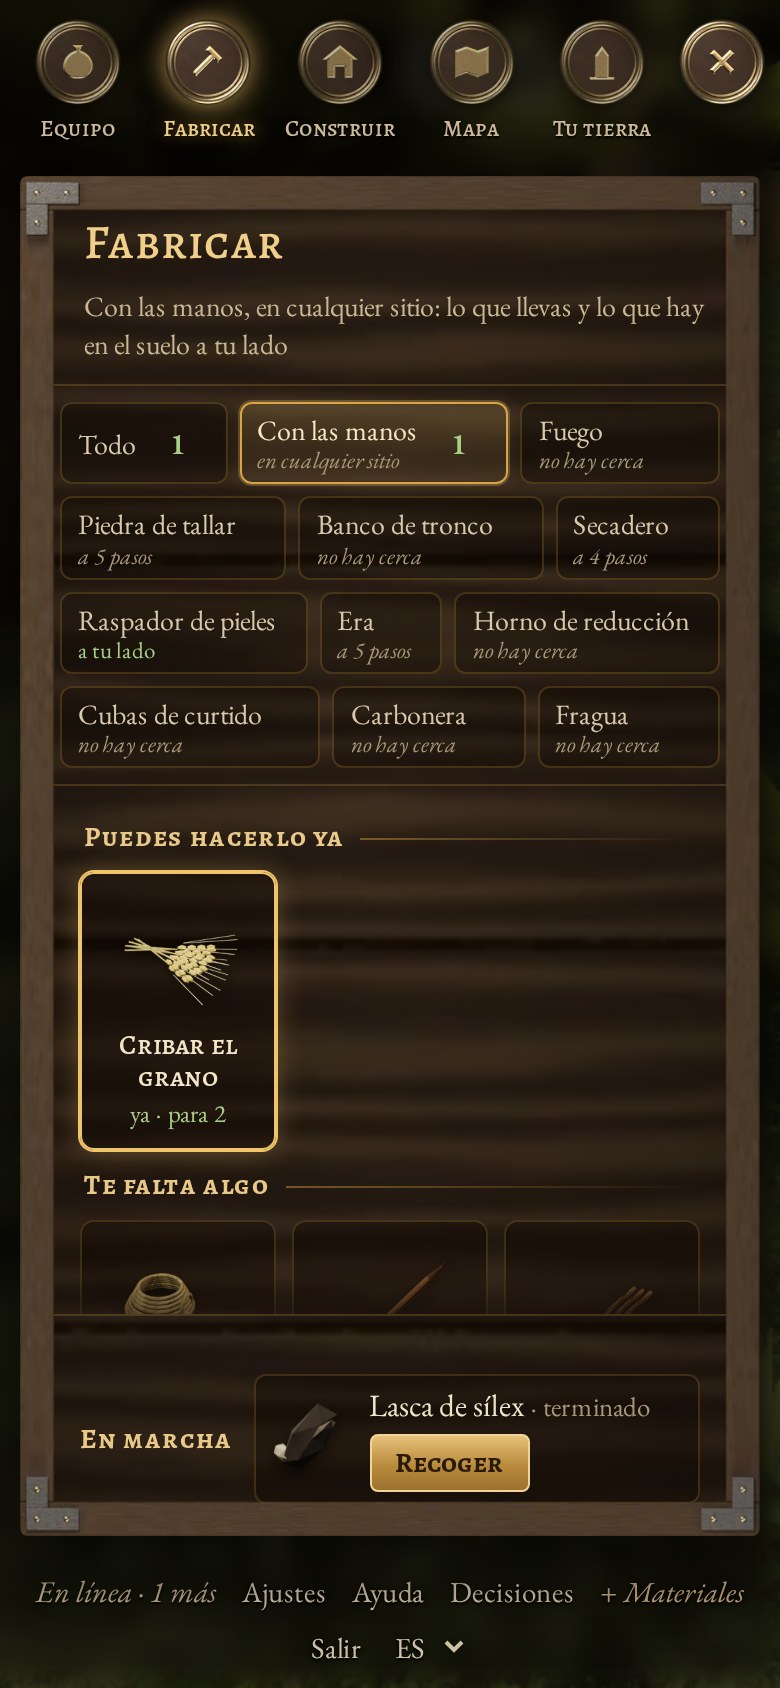 Equipo
Fabricar
Construir
Mapa
Tu tierra
Fabricar
Con las manos, en cualquier sitio: lo que llevas y lo que hay
en el suelo a tu lado
Todo 1
Con las manos 1
en cualquier sitio
Fuego
no hay cerca
Piedra de tallar
a 5 pasos
Banco de tronco
no hay cerca
Secadero
a 4 pasos
Raspador de pieles
a tu lado
Era
a 5 pasos
Horno de reducción
no hay cerca
Cubas de curtido
no hay cerca
Carbonera
no hay cerca
Fragua
no hay cerca
Puedes hacerlo ya
Cribar el
grano
ya · para 2
Te falta algo
En marcha
Lasca de sílex · terminado
Recoger
En línea · 1 más
Ajustes
Ayuda
Decisiones
+ Materiales
Salir
ES